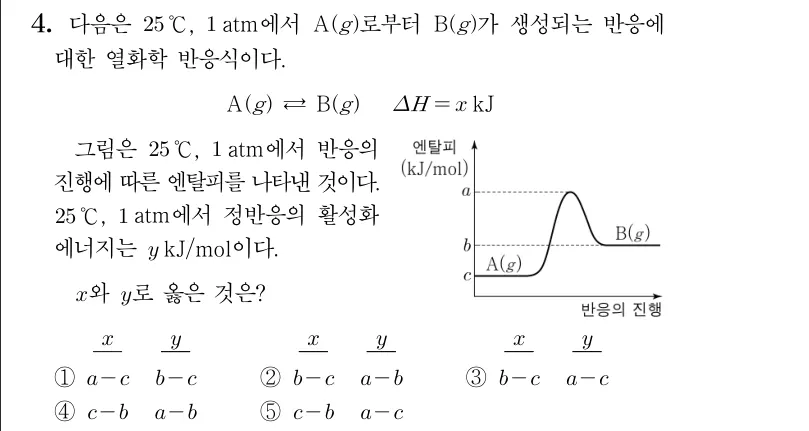 4. 다음은 25 ℃, 1 atm에서 A(g)로부터 B(g)가 생성되는 반응에
대한 열화학 반응식이다.
A(g) ⇄ B(g) ΔH = x kJ
그림은 25 ℃, 1 atm에서 반응의
진행에 따른 엔탈피를 나타낸 것이다.
25 ℃, 1 atm에서 정반응의 활성화
에너지는 y kJ/mol이다.
x와 y로 옳은 것은?
엔탈피
(kJ/mol)
a
b
c
A(g)
B(g)
반응의 진행
x y x y x y
① a-c b-c ② b-c a-b ③ b-c a-c
④ c-b a-b ⑤ c-b a-c